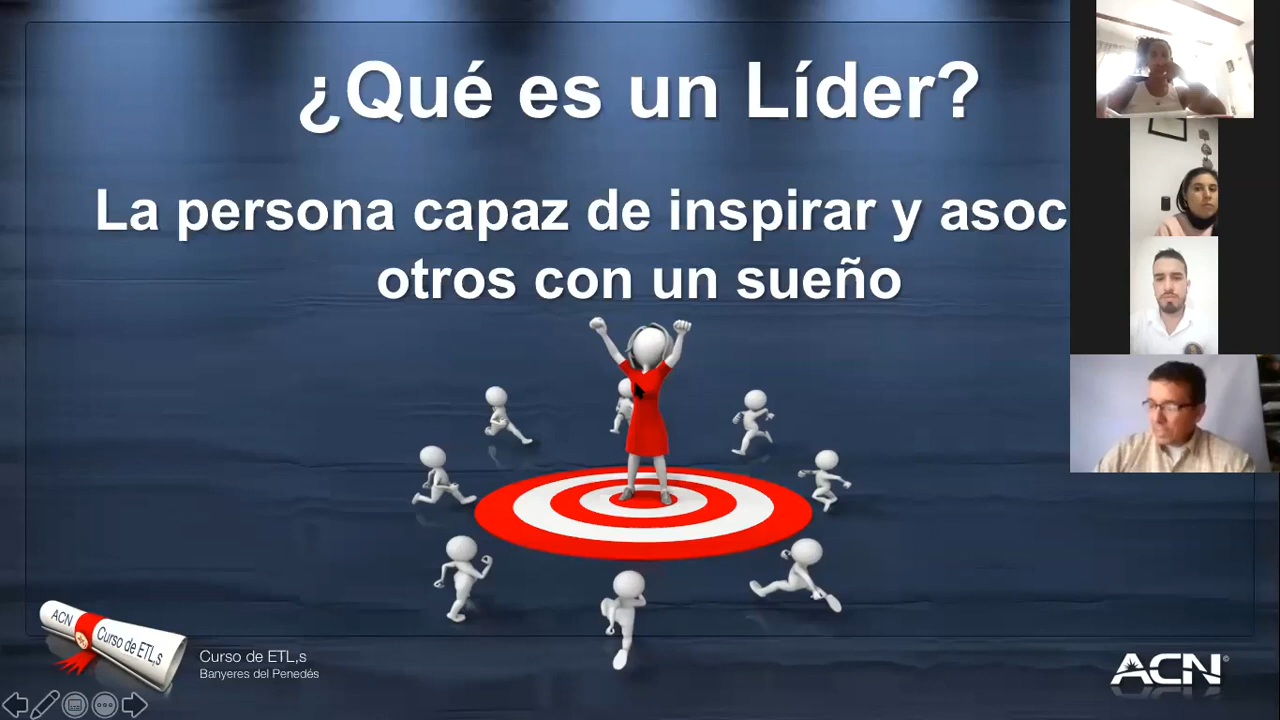 ¿Qué es un Líder?
La persona capaz de inspirar y asoc
otros con un sueño
ACN
Curso de ETL,s
Curso de ETL,s
Banyeres del Penedés
ACN